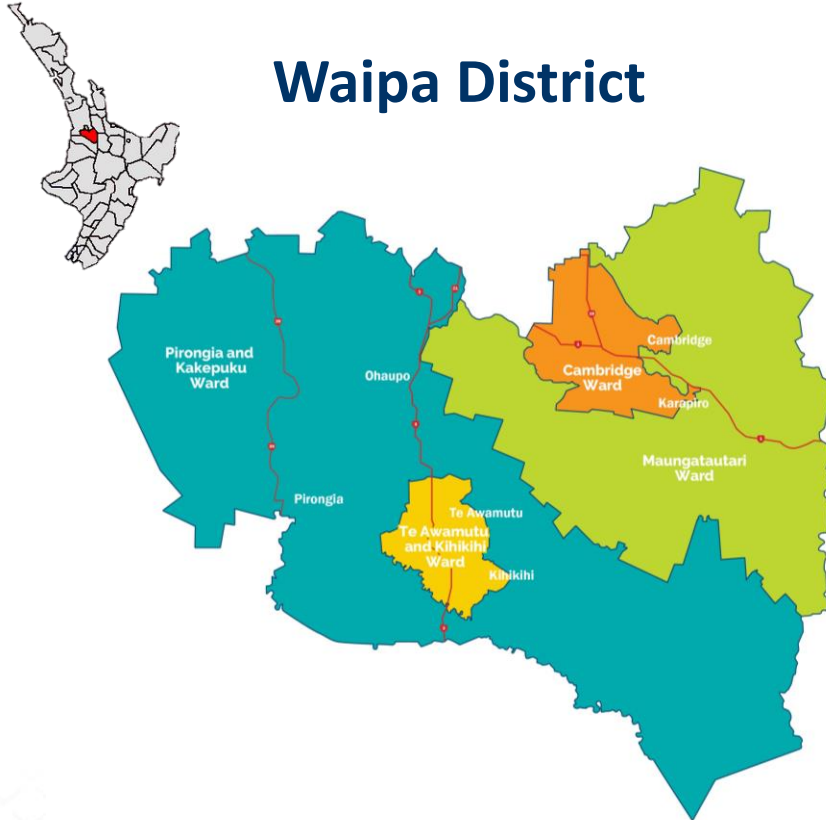 Waipa District
Pirongia and
Kakepuku
Ward
Ohaupo
Pirongia
Cambridge
Cambridge
Ward
Karapiro
Maungatautari
Ward
Te Awamutu
Te Awamutu
and Kihikihi
Ward
Kihikihi